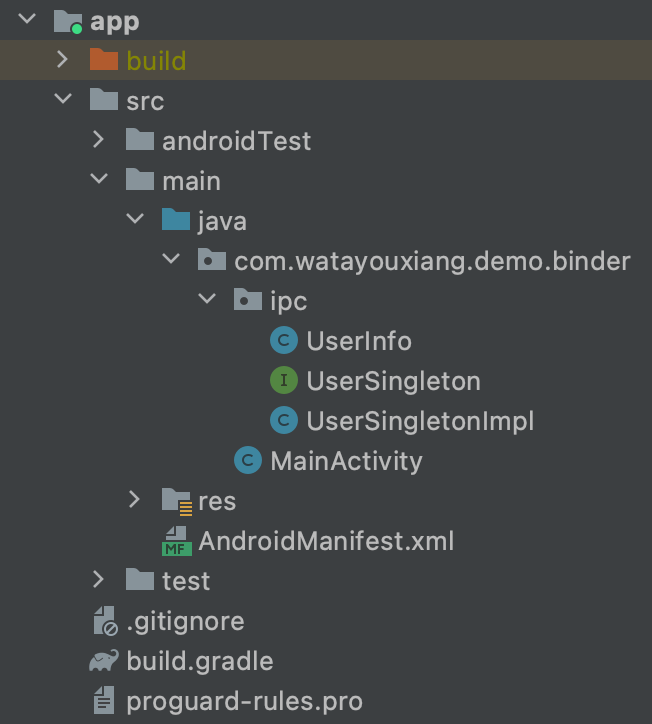 app
build
src
androidTest
main
java
com.watayouxiang.demo.binder
ipc
C UserInfo
I UserSingleton
C UserSingletonImpl
C MainActivity
res
MF AndroidManifest.xml
test
.gitignore
build.gradle
proguard-rules.pro